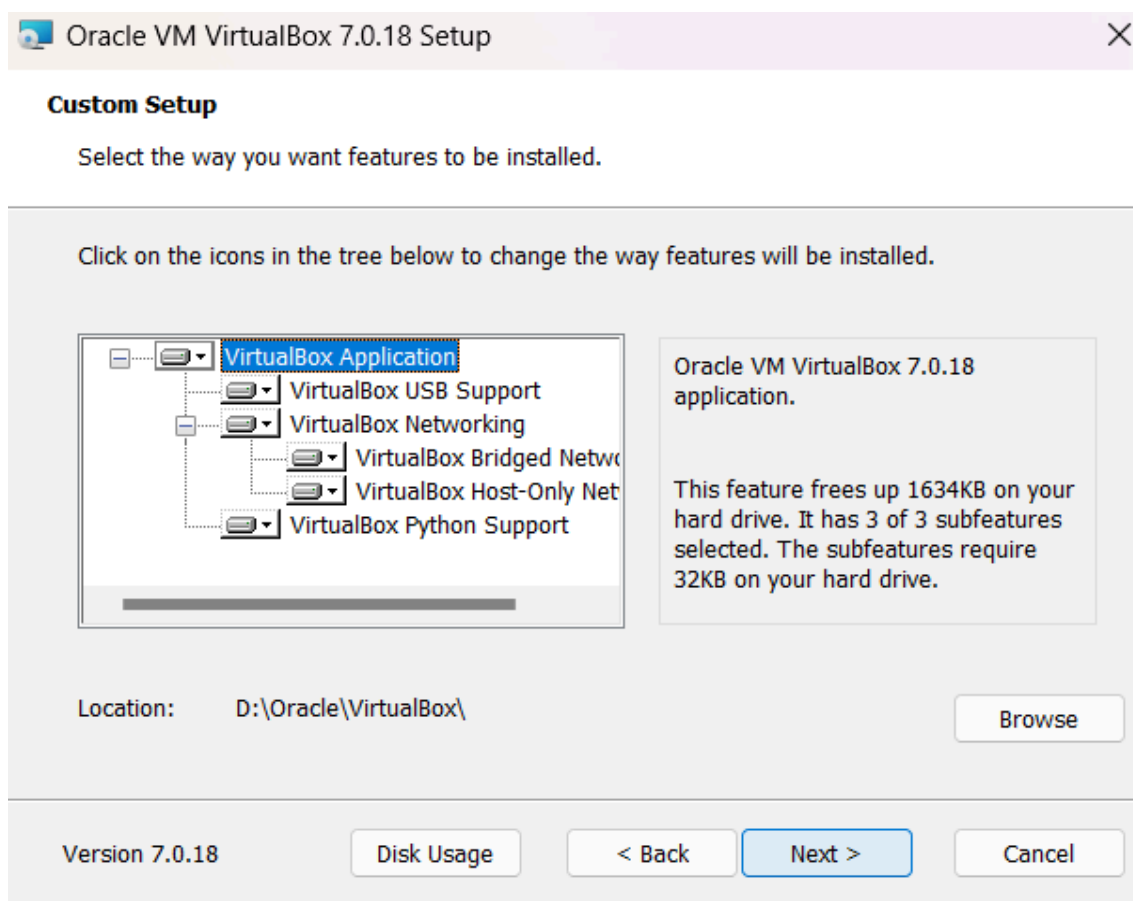 Oracle VM VirtualBox 7.0.18 Setup
Custom Setup
Select the way you want features to be installed.
Click on the icons in the tree below to change the way features will be installed.
VirtualBox Application
VirtualBox USB Support
VirtualBox Networking
VirtualBox Bridged
VirtualBox Host-Only
VirtualBox Python Support
Oracle VM VirtualBox 7.0.18
application.
This feature frees up 1634KB on your
hard drive. It has 3 of 3 subfeatures
selected. The subfeatures require
32KB on your hard drive.
Location: D:\Oracle\VirtualBox\
Browse
Version 7.0.18 Disk Usage < Back Next > Cancel